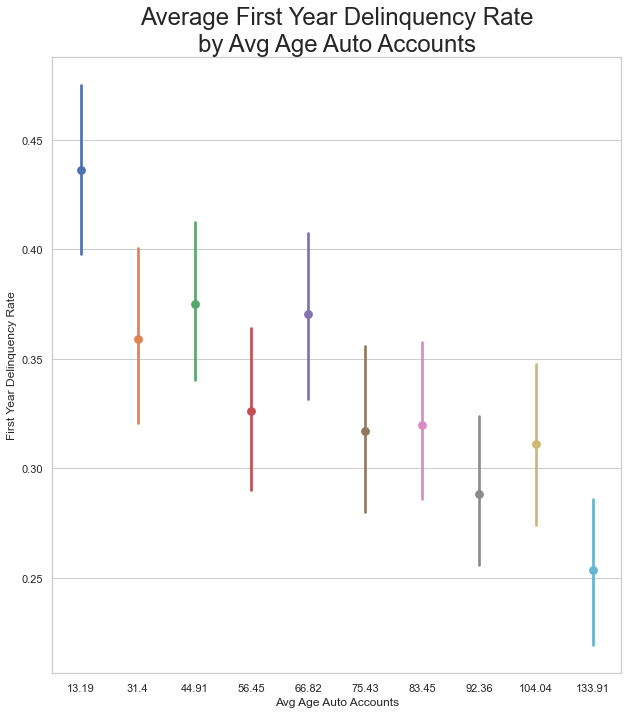 Average First Year Delinquency Rate
by Avg Age Auto Accounts
First Year Delinquency Rate
0.45
0.40
0.35
0.30
0.25
13.19 31.4 44.91 56.45 66.82 75.43 83.45 92.36 104.04 133.91
Avg Age Auto Accounts